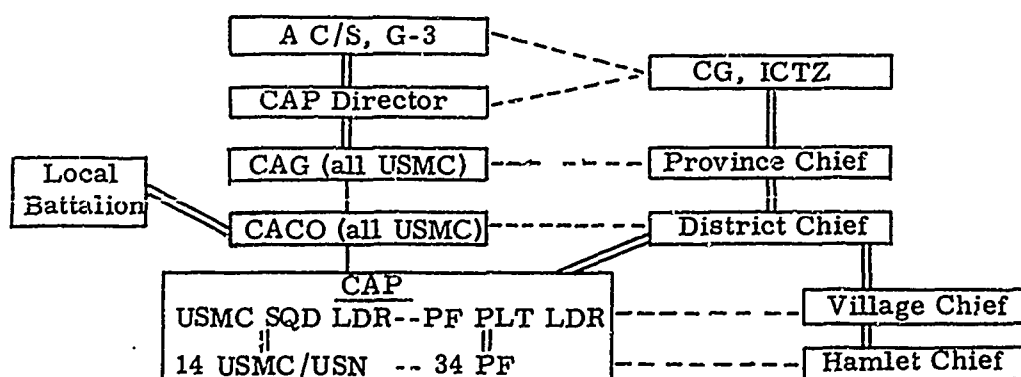 A C/S, G-3
CG, ICTZ
CAP Director
CAG (all USMC)
Province Chief
Local
Battalion
CACO (all USMC)
District Chief
CAP
USMC SQD LDR--PF PLT LDR
Village Chief
14 USMC/USN -- 34 PF
Hamlet Chief